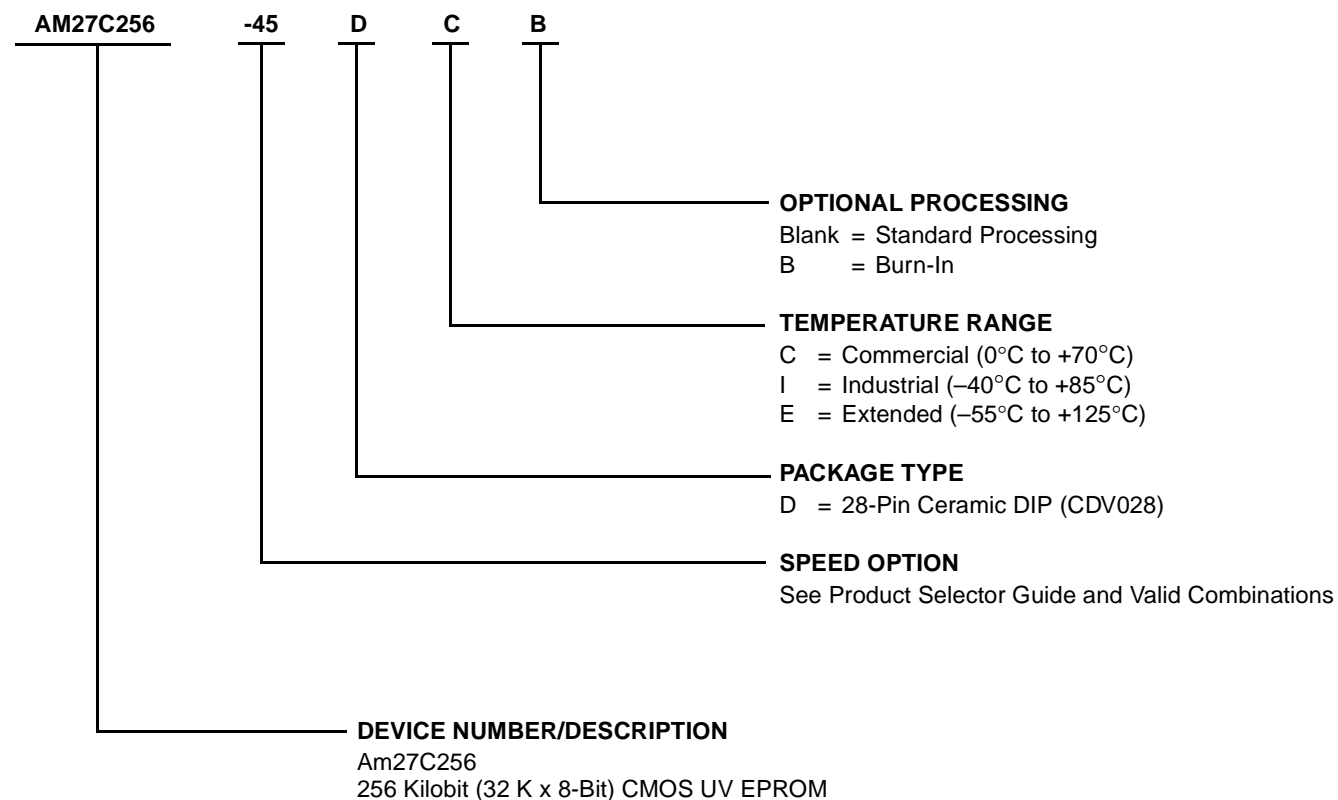 AM27C256 -45 D C B
OPTIONAL PROCESSING
Blank = Standard Processing
B = Burn-In
TEMPERATURE RANGE
C = Commercial (0°C to +70°C)
I = Industrial (–40°C to +85°C)
E = Extended (–55°C to +125°C)
PACKAGE TYPE
D = 28-Pin Ceramic DIP (CDV028)
SPEED OPTION
See Product Selector Guide and Valid Combinations
DEVICE NUMBER/DESCRIPTION
Am27C256
256 Kilobit (32 K x 8-Bit) CMOS UV EPROM